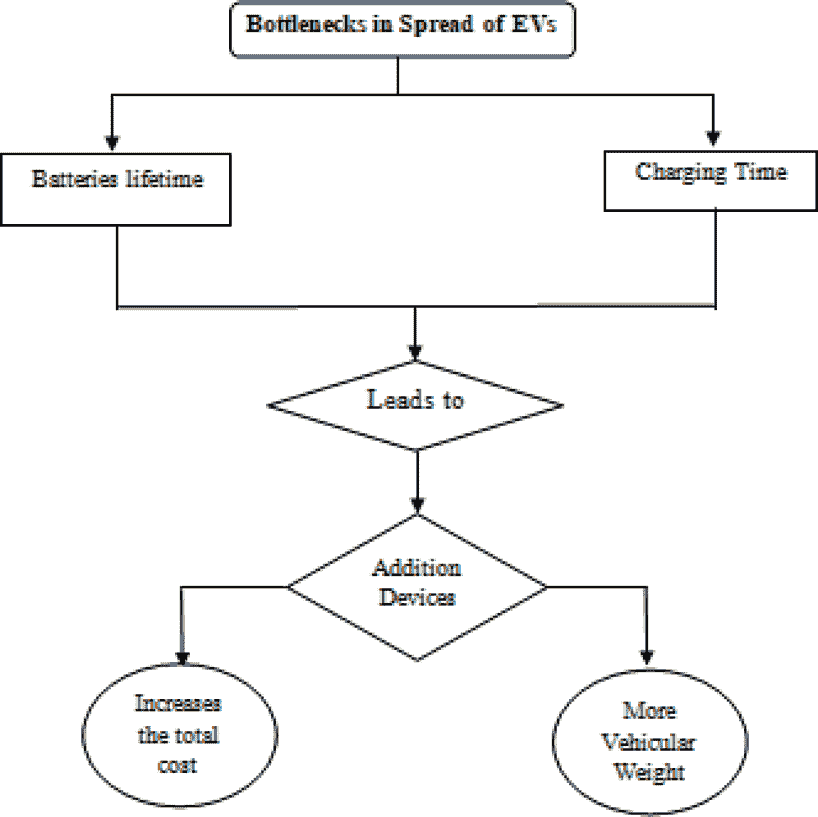 Bottlenecks in Spread of EVs
Batteries lifetime
Charging Time
Leads to
Addition
Devices
Increases
the total
cost
More
Vehicular
Weight